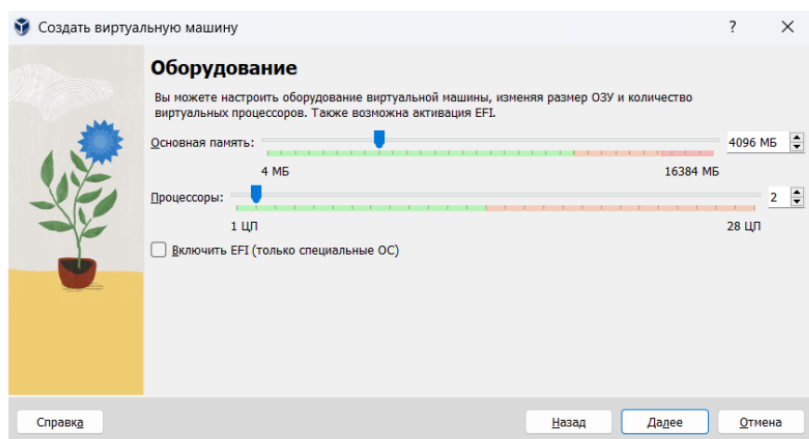 Создать виртуальную машину
?
Оборудование
Вы можете настроить оборудование виртуальной машины, изменяя размер ОЗУ и количество
виртуальных процессоров. Также возможна активация EFI.
Основная память: 4096 МБ
4 МБ 16384 МБ
Процессоры: 2
1 ЦП 28 ЦП
Включить EFI (только специальные ОС)
Справка Назад Далее Отмена